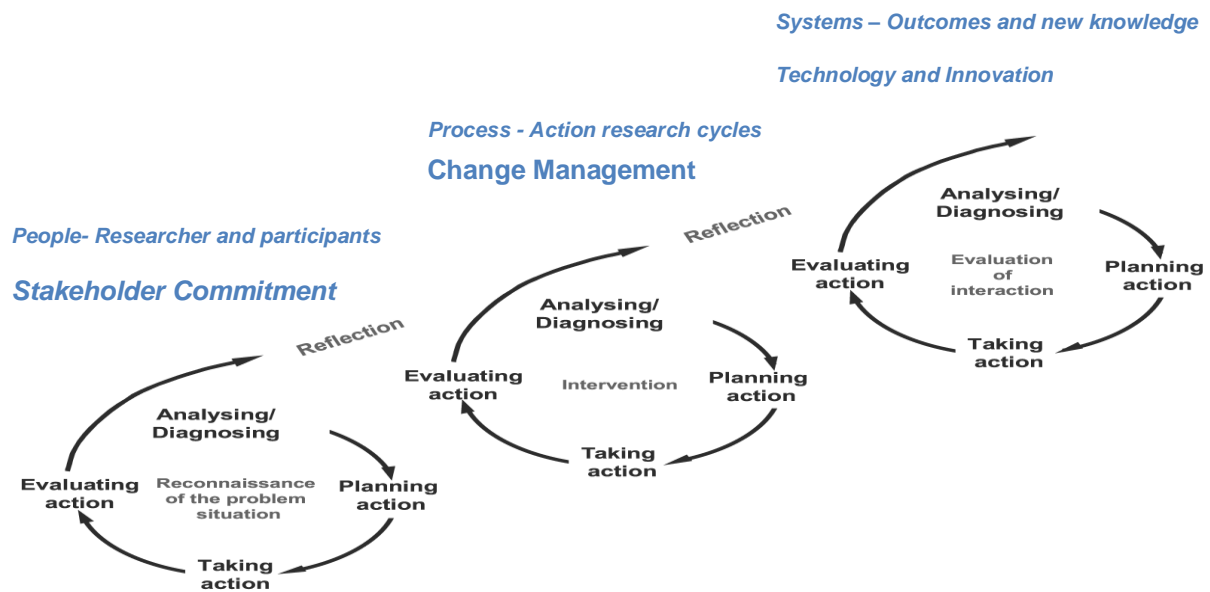 Systems – Outcomes and new knowledge
Technology and Innovation
Process - Action research cycles
Change Management
People- Researcher and participants
Stakeholder Commitment
Reflection
Analysing/
Diagnosing
Evaluating
action
Reconnaissance
of the problem
situation
Planning
action
Taking
action
Reflection
Analysing/
Diagnosing
Evaluating
action
Intervention
Planning
action
Taking
action
Analysing/
Diagnosing
Evaluating
action
Evaluation
of
interaction
Planning
action
Taking
action